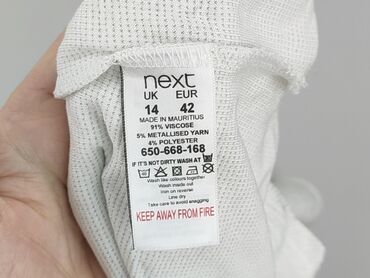 next
UK EUR
14 42
MADE IN MAURITIUS
91% VISCOSE
5% METALLISED YARN
4% POLYESTER
650-668-168
IF IT'S NOT DIRTY WASH AT
Wash like colours together
Wash inside out
Iron on reverse
Line dry
Take care to avoid snagging
KEEP AWAY FROM FIRE